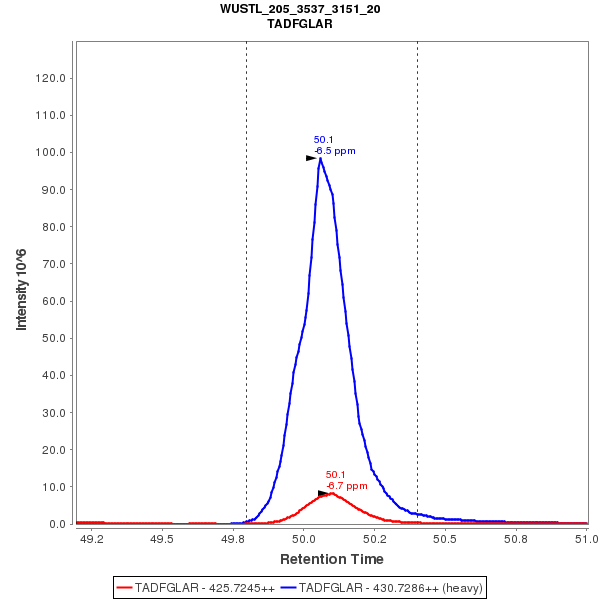 WUSTL_205_3537_3151_20
TADFGLAR
Intensity 10^6
120.0
110.0
100.0
90.0
80.0
70.0
60.0
50.0
40.0
30.0
20.0
10.0
0.0
50.1
-6.5 ppm
50.1
-6.7 ppm
49.2
49.5
49.8
50.0
50.2
50.5
50.8
51.0
Retention Time
TADFGLAR - 425.7245++
TADFGLAR - 430.7286++ (heavy)